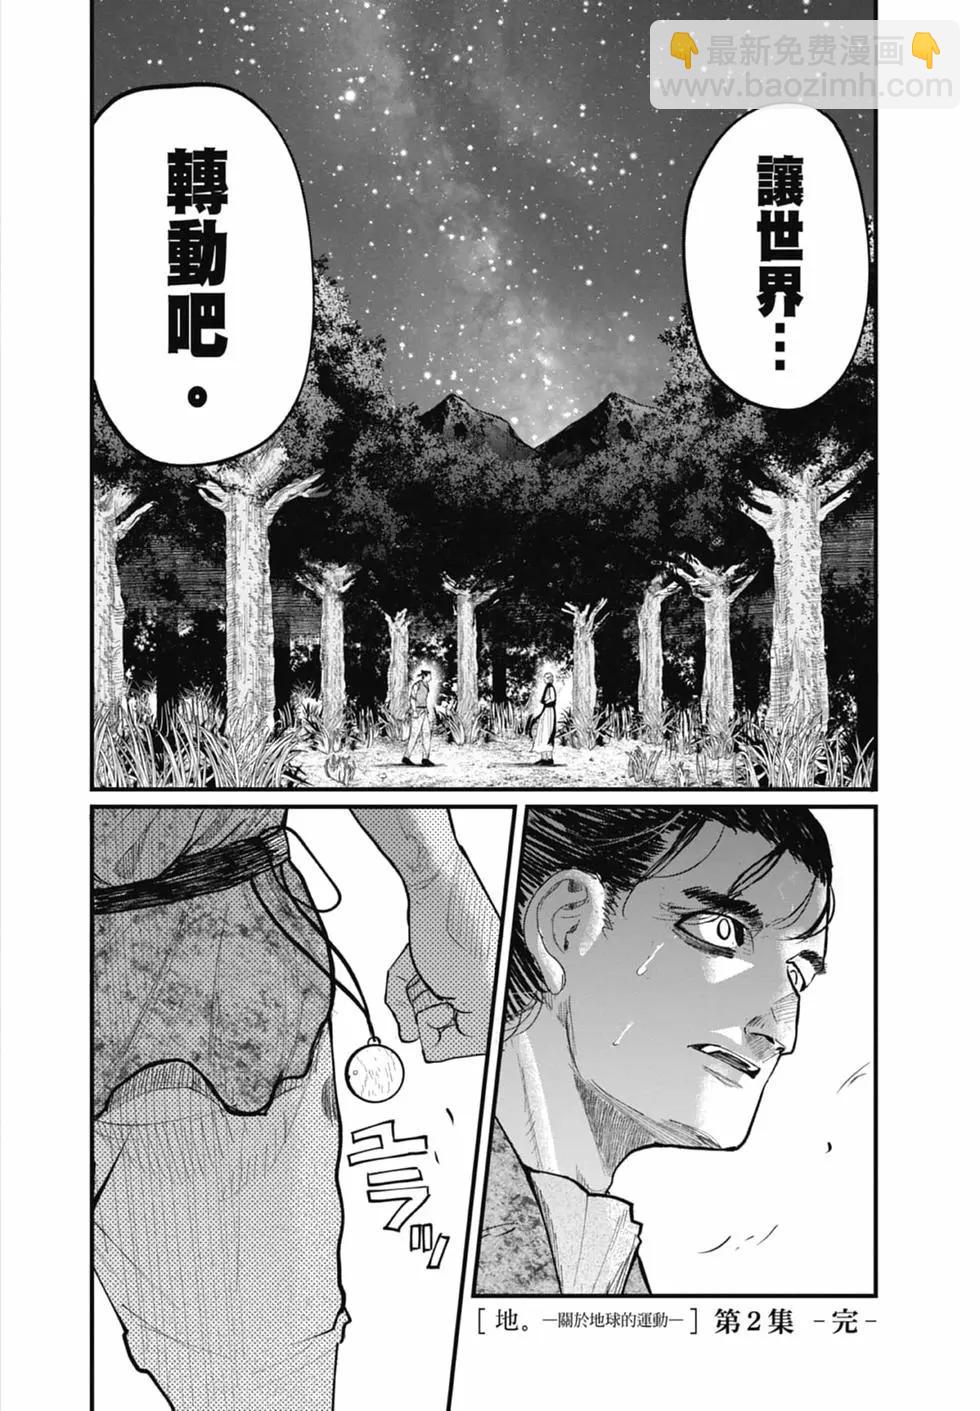 👇最新免费漫画👇
www.baozimh.com
讓世界⋯
轉動吧。
ユラッ
[ 地。—關於地球的運動— ] 第2集 -完-